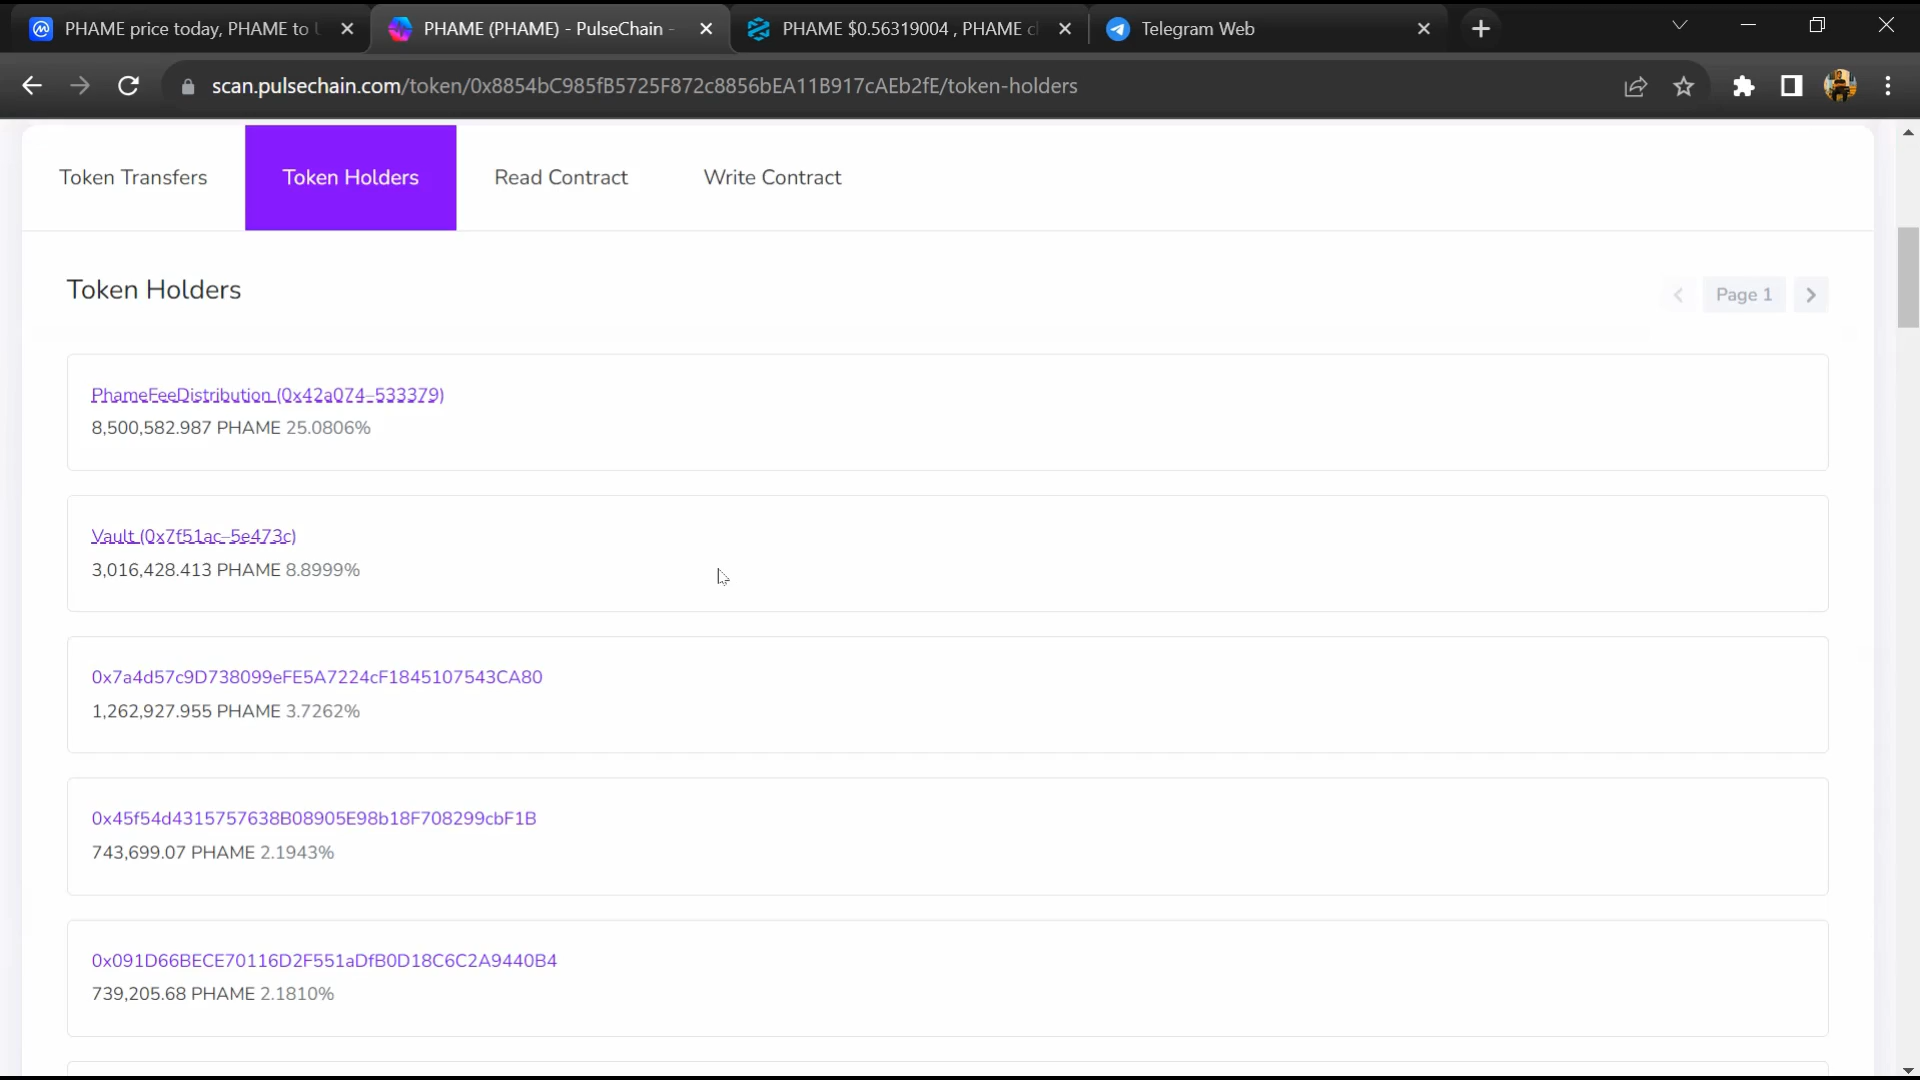 PHAME price today, PHAME to
PHAME (PHAME) - PulseChain -
PHAME $0.56319004 , PHAME
Telegram Web
scan.pulsechain.com/token/0x8854bC985fB5725F872c8856bEA11B917cAEb2fE/token-holders
Token Transfers
Token Holders
Read Contract
Write Contract
Token Holders
Page 1
PhameFeeDistribution (0x42a074–533379)
8,500,582.987 PHAME 25.0806%
Vault (0x7f51ac–5e473c)
3,016,428.413 PHAME 8.8999%
0x7a4d57c9D738099eFE5A7224cF1845107543CA80
1,262,927.955 PHAME 3.7262%
0x45f54d4315757638B08905E98b18F708299cbF1B
743,699.07 PHAME 2.1943%
0x091D66BECE70116D2F551aDfB0D18C6C2A9440B4
739,205.68 PHAME 2.1810%